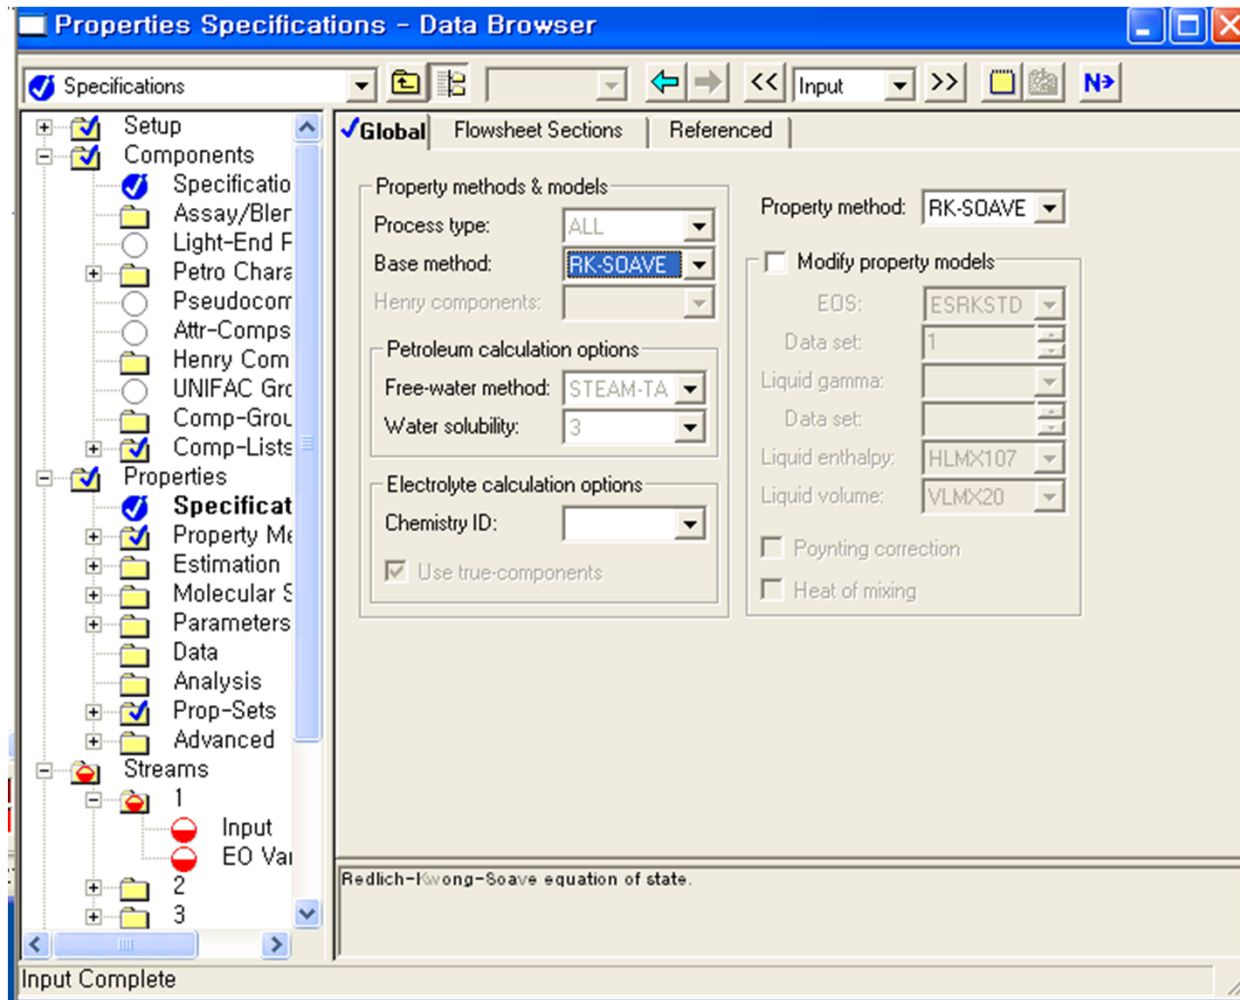 Properties Specifications - Data Browser
Specifications
<< Input >> N
Setup
Components
Specificatio
Assay/Bler
Light-End F
Petro Chara
Pseudocom
Attr-Comps
Henry Com
UNIFAC Gro
Comp-Grou
Comp-Lists
Properties
Specificat
Property Me
Estimation
Molecular S
Parameters
Data
Analysis
Prop-Sets
Advanced
Streams
1
Input
EO Var
2
3
Global Flowsheet Sections Referenced
Property methods & models
Process type: ALL
Base method: RK-SOAVE
Henry components:
Petroleum calculation options
Free-water method: STEAM-TA
Water solubility: 3
Electrolyte calculation options
Chemistry ID:
Use true-components
Property method: RK-SOAVE
Modify property models
EOS: ESRKSTD
Data set: 1
Liquid gamma:
Data set:
Liquid enthalpy: HLMX107
Liquid volume: VLMX20
Poynting correction
Heat of mixing
Redlich-Kwong-Soave equation of state.
Input Complete